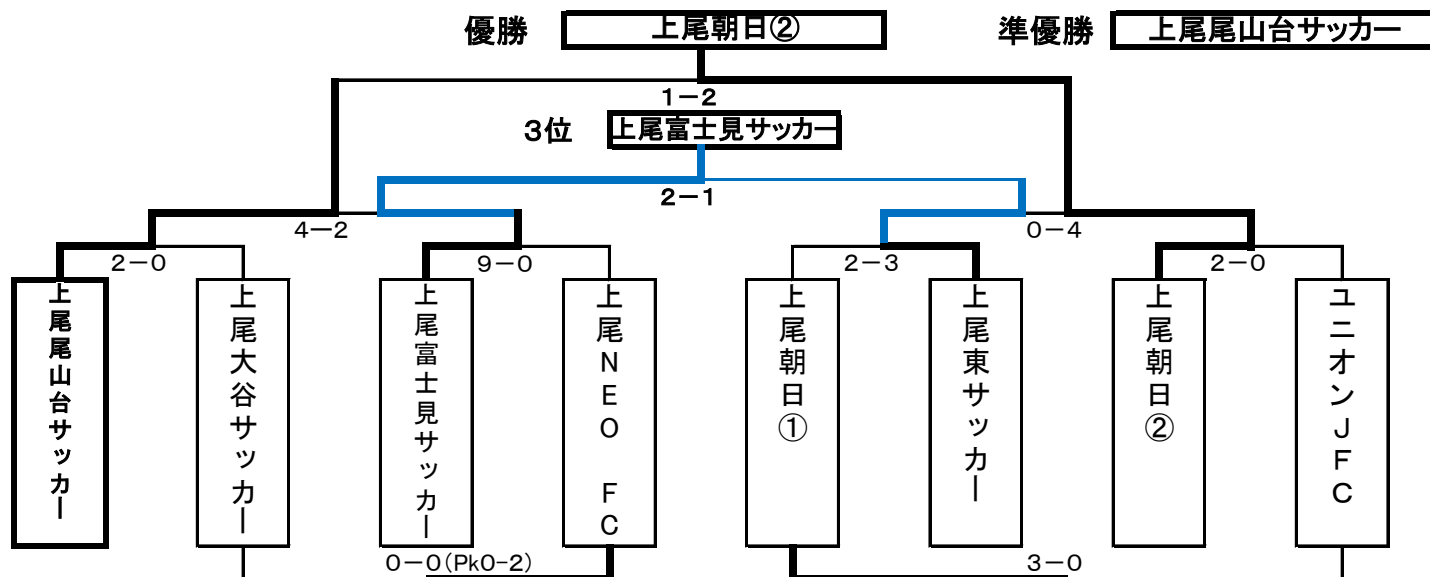 優勝 上尾朝日② 準優勝 上尾尾山台サッカー
1－2
3位 上尾富士見サッカー
2－1
4－2 0－4
2－0 9－0 2－3 2－0
上尾尾山台サッカー
上尾大谷サッカー
上尾富士見サッカー
上尾NEO FC
上尾朝日①
上尾東サッカー
上尾朝日②
ユニオンJFC
0－0(Pk0-2) 3－0